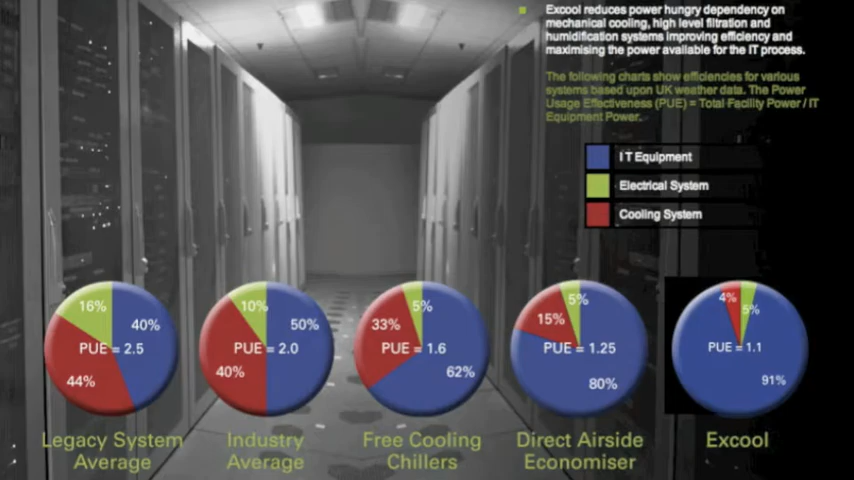 Excool reduces power hungry dependency on
mechanical cooling, high level filtration and
humidification systems improving efficiency and
maximising the power available for the IT process.
The following charts show efficiencies for various
systems based upon UK weather data. The Power
Usage Effectiveness (PUE) = Total Facility Power / IT
Equipment Power.
I T Equipment
Electrical System
Cooling System
16%
40%
PUE = 2.5
44%
Legacy System
Average
10%
50%
PUE = 2.0
40%
Industry
Average
5%
33%
PUE = 1.6
62%
Free Cooling
Chillers
5%
15%
PUE = 1.25
80%
Direct Airside
Economiser
4%
5%
PUE = 1.1
91%
Excool